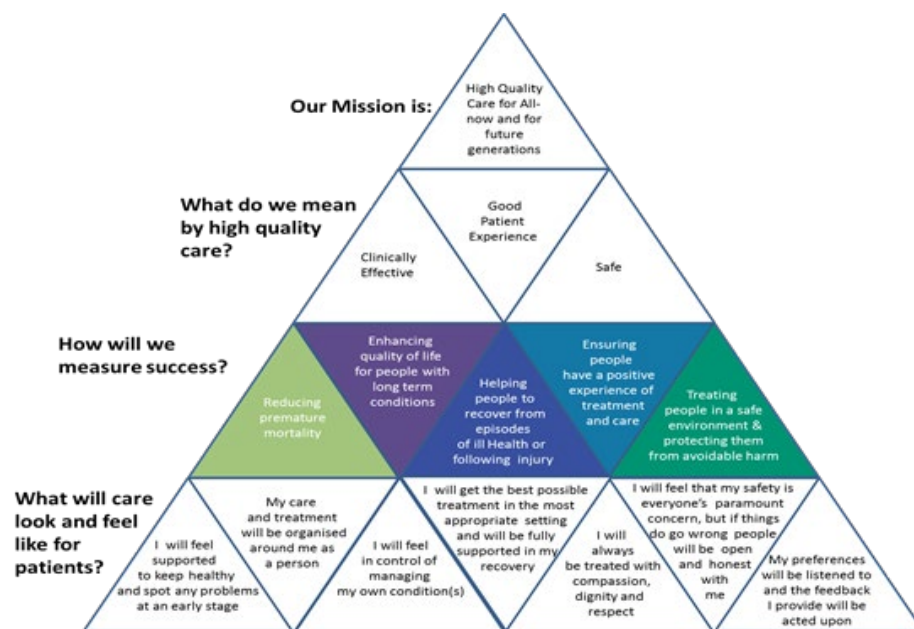 Our Mission is:
High Quality
Care for All-
now and for
future
generations
What do we mean
by high quality
care?
Clinically
Effective
Good
Patient
Experience
Safe
How will we
measure success?
Reducing
premature
mortality
Enhancing
quality of life
for people with
long term
conditions
Helping
people to
recover from
episodes
of ill Health or
following injury
Ensuring
people
have a positive
experience of
treatment
and care
Treating
people in a safe
environment &
protecting them
from avoidable harm
What will care
look and feel
like for
patients?
I will feel
supported
to keep healthy
and spot any problems
at an early stage
My care
and treatment
will be organised
around me as
a person
I will feel
in control of
managing
my own condition(s)
I will get the best possible
treatment in the most
appropriate setting
and will be fully
supported in my
recovery
I will
always
be treated with
compassion,
dignity and
respect
I will feel that my safety is
everyone's paramount
concern, but if things
do go wrong people
will be open
and honest
with
me
My preferences
will be listened to
and the feedback
I provide will be
acted upon